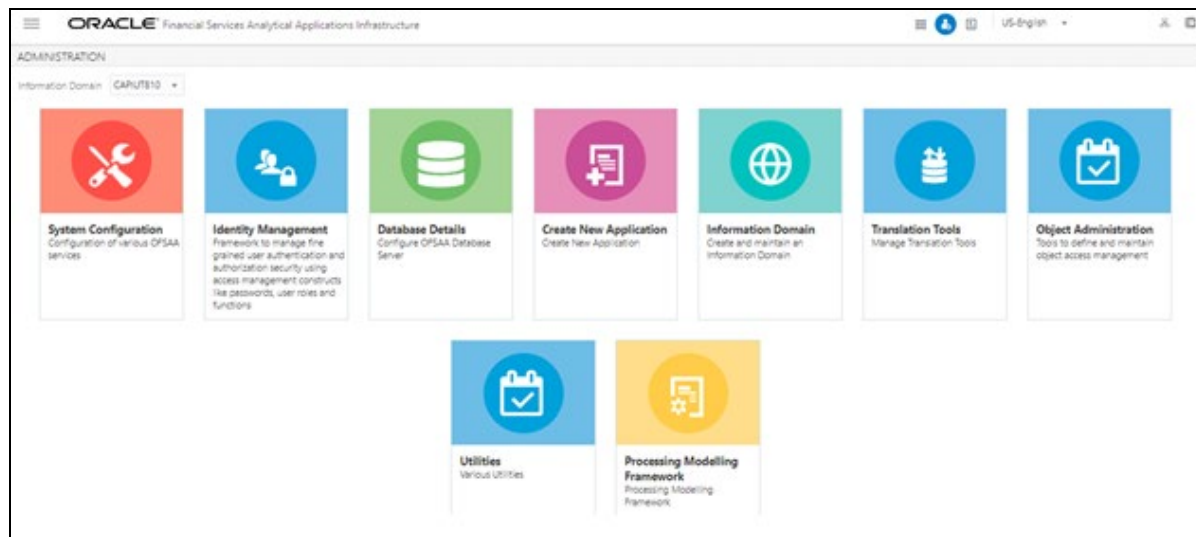 ORACLE Financial Services Analytical Applications Infrastructure
US-English
ADMINISTRATION
Information Domain CAPIUT810
System Configuration
Configuration of various OFSAA
services
Identity Management
Framework to manage fine
grained user authentication and
authorization security using
access management constructs
like passwords, user roles and
functions
Database Details
Configure OFSAA Database
Server
Create New Application
Create New Application
Information Domain
Create and maintain an
Information Domain
Translation Tools
Manage Translation Tools
Object Administration
Tools to define and maintain
object access management
Utilities
Various Utilities
Processing Modelling
Framework
Processing Modelling
Framework